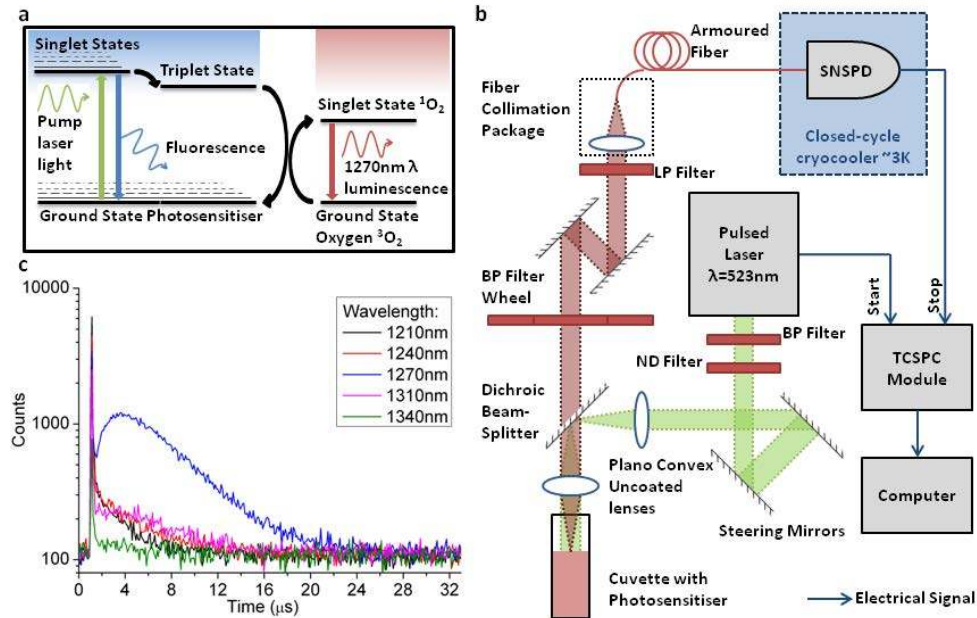 a
Singlet States
Triplet State
Pump
laser
light
Fluorescence
Ground State Photosensitiser
Singlet State ¹O₂
1270nm λ
luminescence
Ground State
Oxygen ³O₂
b
Armoured
Fiber
SNSPD
Closed-cycle
cryocooler ~3K
Fiber
Collimation
Package
LP Filter
Pulsed
Laser
λ=523nm
Start
Stop
BP Filter
Wheel
BP Filter
ND Filter
TCSPC
Module
Dichroic
Beam-
Splitter
Plano Convex
Uncoated
lenses
Steering Mirrors
Computer
Cuvette with
Photosensitiser
Electrical Signal
c
10000
1000
100
Counts
Wavelength:
1210nm
1240nm
1270nm
1310nm
1340nm
0 4 8 12 16 20 24 28 32
Time (μs)